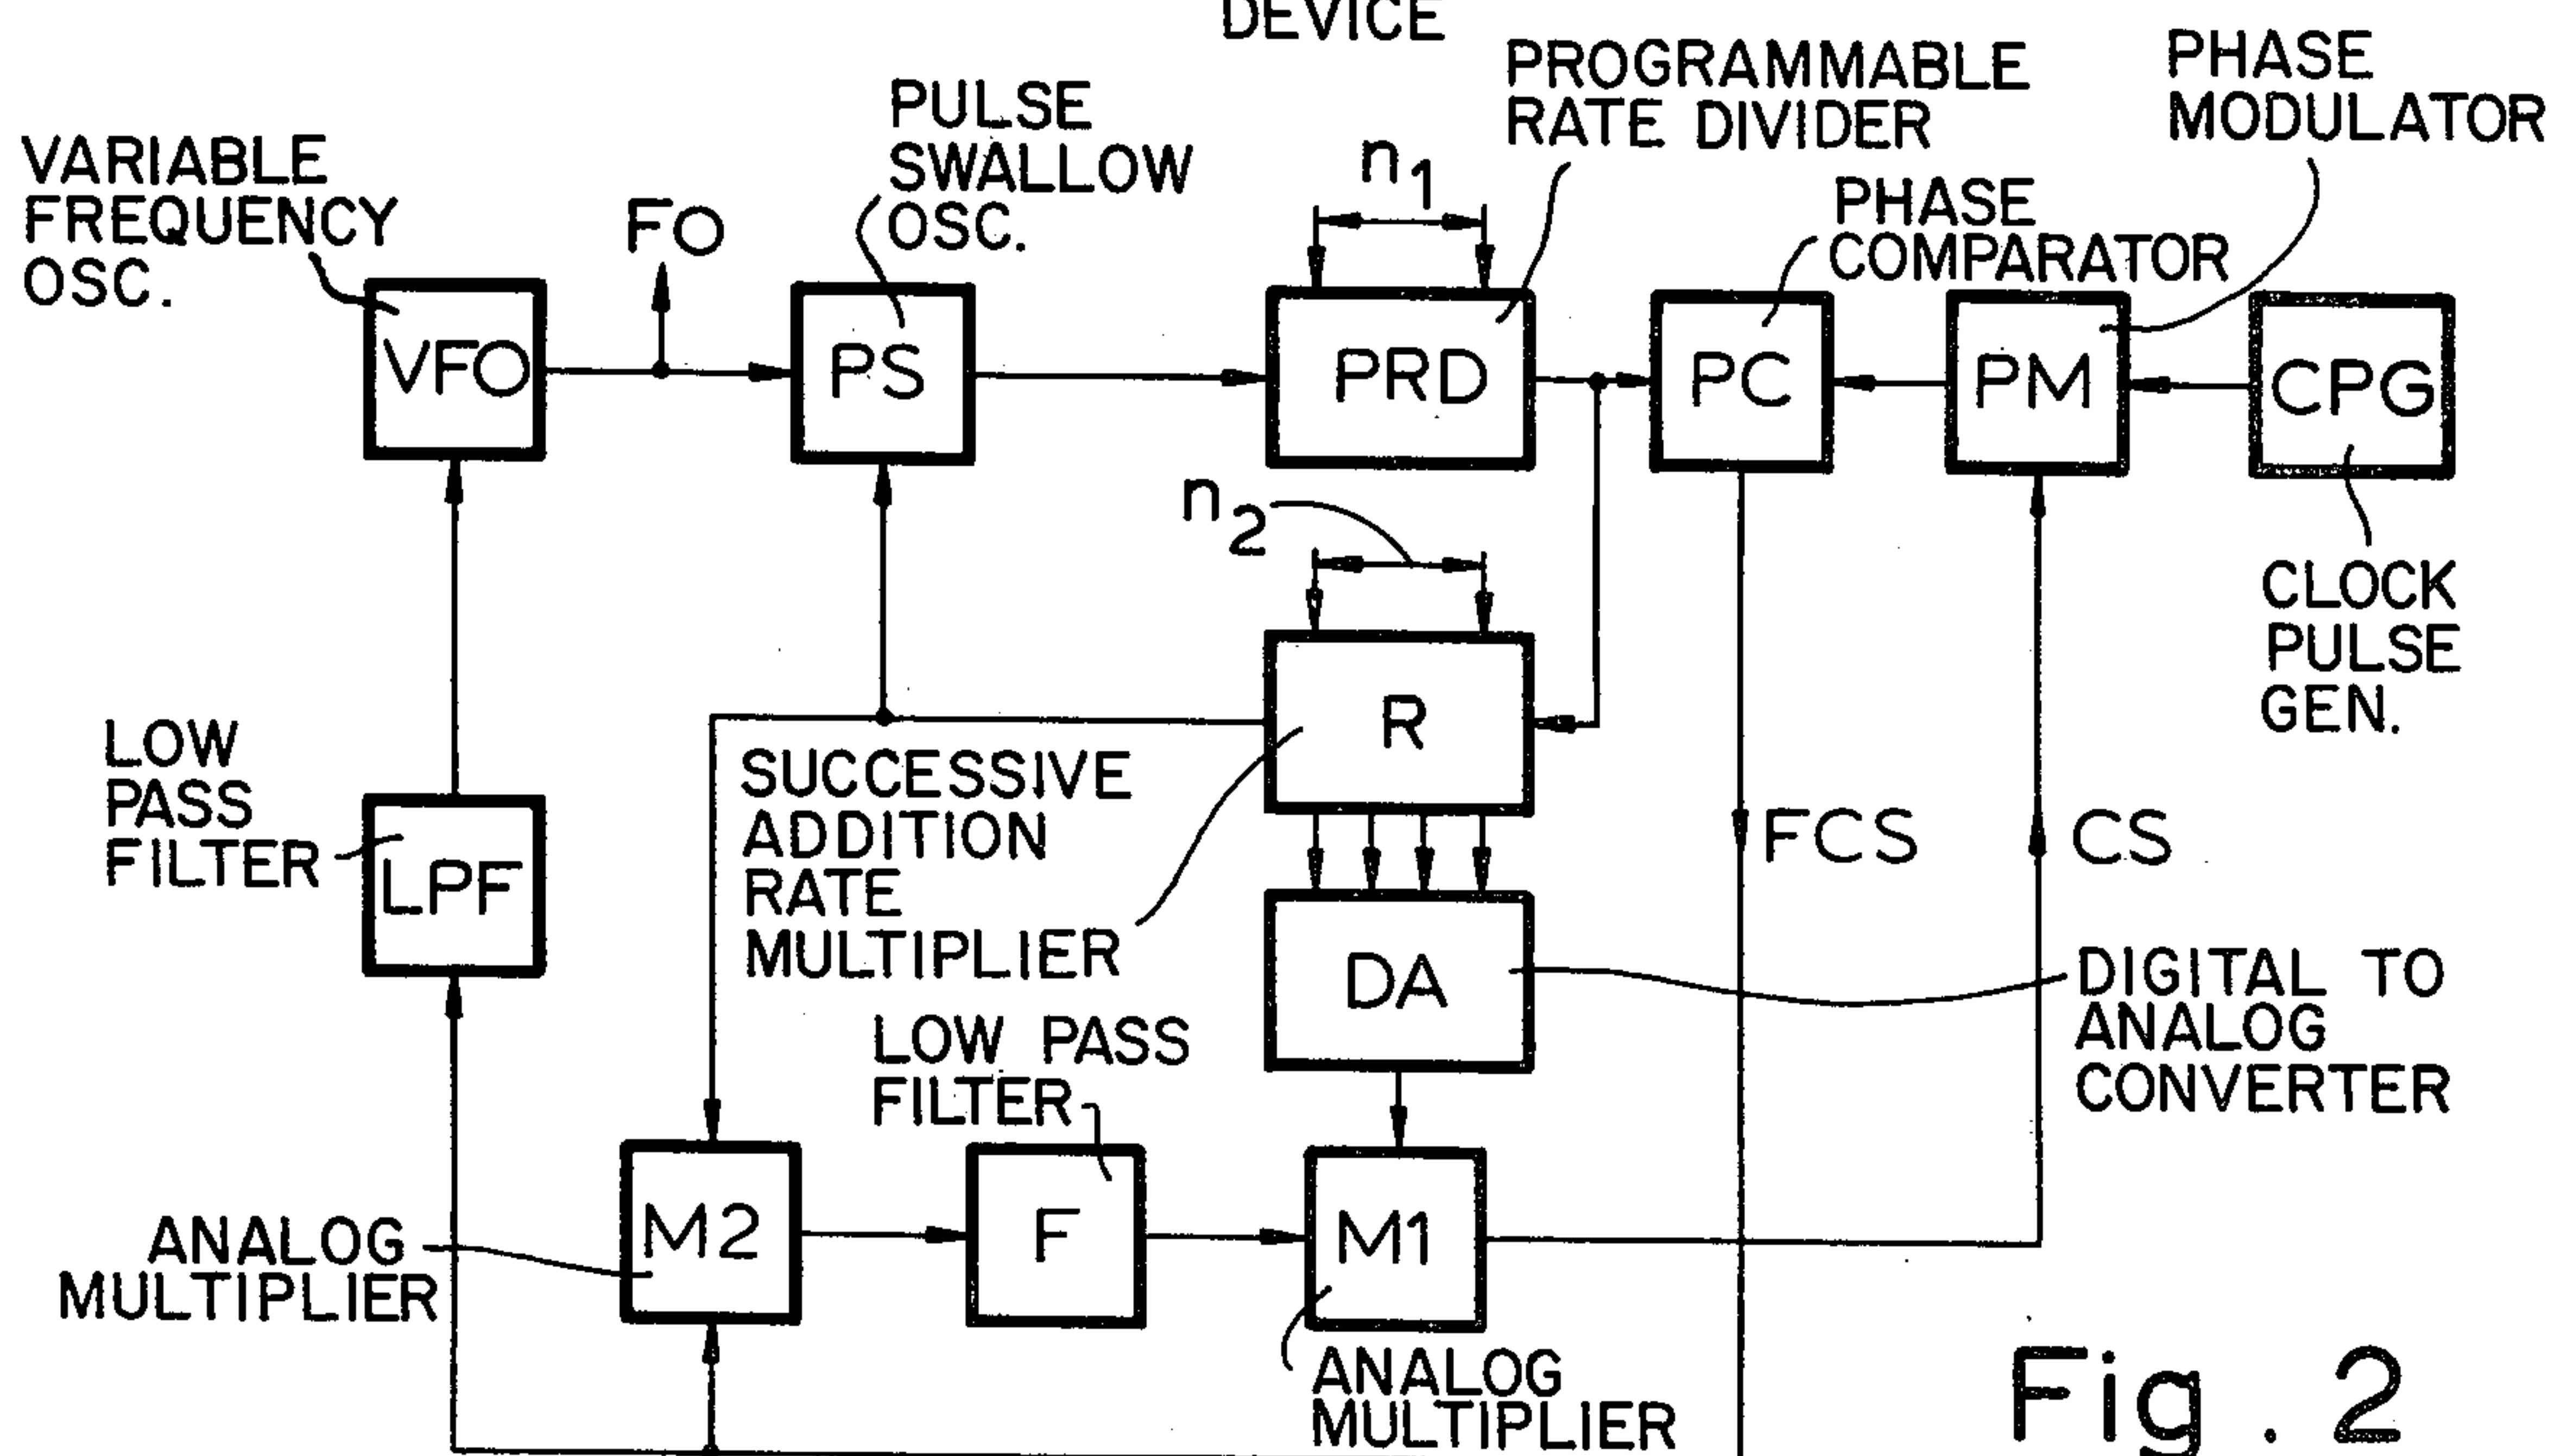 DEVICE
PROGRAMMABLE
RATE DIVIDER
PHASE
MODULATOR
PULSE
SWALLOW
OSC.
VARIABLE
FREQUENCY
OSC.
FO
n1
PHASE
COMPARATOR
VFO
PS
PRD
PC
PM
CPG
n2
CLOCK
PULSE
GEN.
R
LOW
PASS
FILTER
SUCCESSIVE
ADDITION
RATE
MULTIPLIER
FCS
CS
LPF
DA
DIGITAL TO
ANALOG
CONVERTER
LOW PASS
FILTER
ANALOG
MULTIPLIER
M2
F
M1
ANALOG
MULTIPLIER
Fig. 2